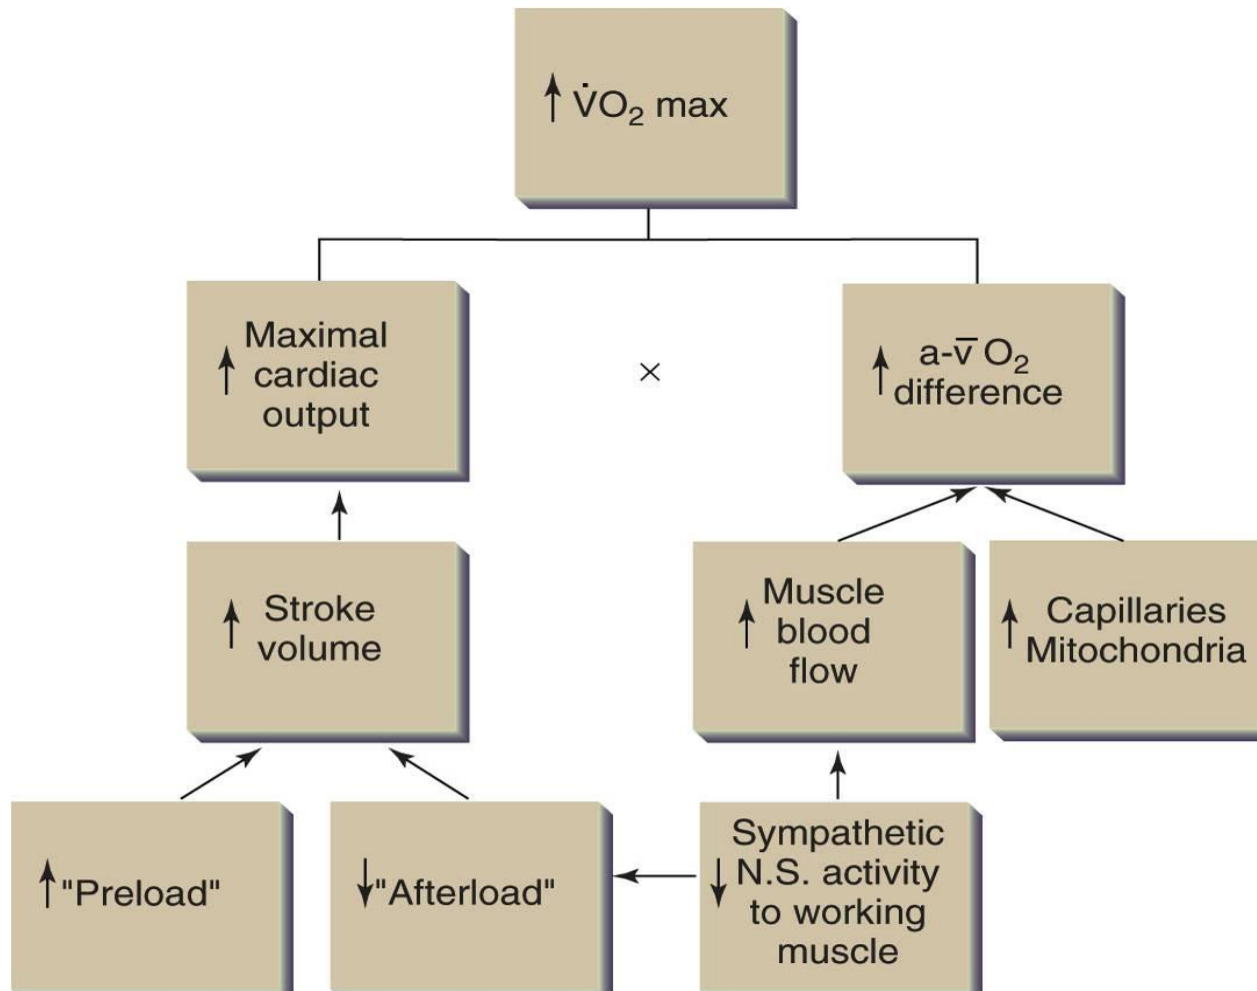 ↑ V̇O₂ max
↑ Maximal
cardiac
output
×
↑ a-v̄ O₂
difference
↑ Stroke
volume
↑ Muscle
blood
flow
↑ Capillaries
Mitochondria
↑ "Preload"
↓ "Afterload"
↓ Sympathetic
N.S. activity
to working
muscle